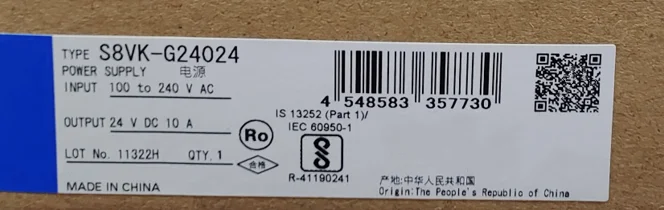 TYPE S8VK-G24024
POWER SUPPLY 电源
INPUT 100 to 240 V AC
OUTPUT 24 V DC 10 A
LOT No. 11322H QTY. 1
MADE IN CHINA
Ro
合格
4 548583 357730
IS 13252 (Part 1)/
IEC 60950-1
R-41190241
产地:中华人民共和国
Origin:The People's Republic of China